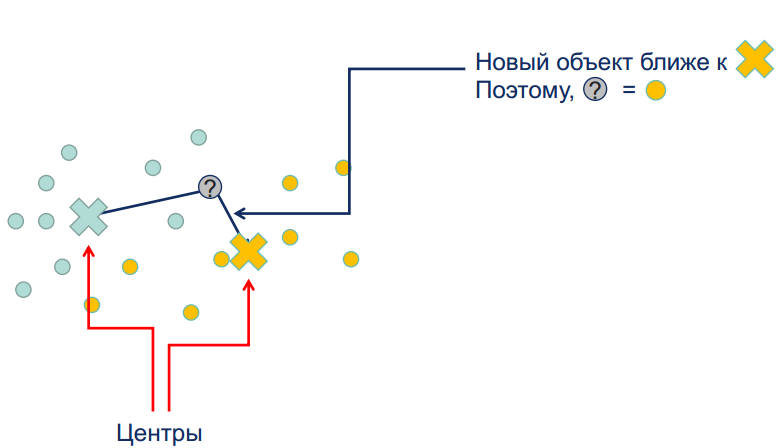 Новый объект ближе к
Поэтому, ? =
?
Центры